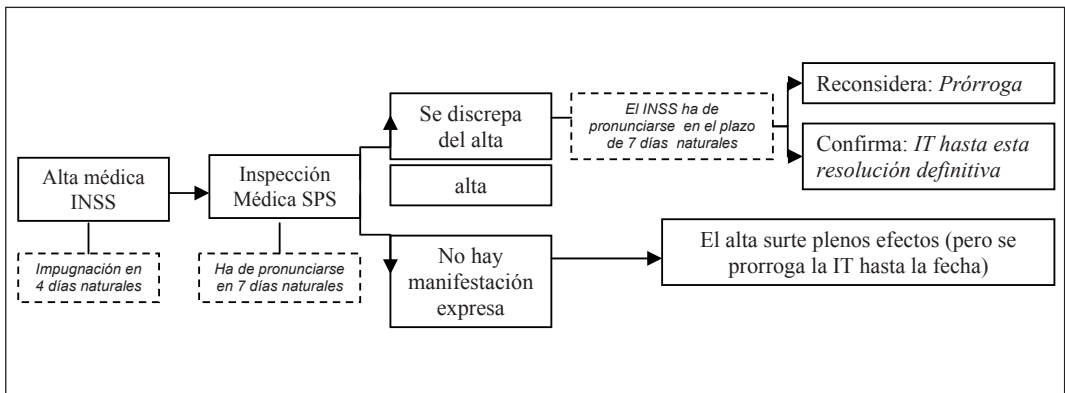 Alta médica
INSS
Impugnación en
4 días naturales
Inspección
Médica SPS
Ha de pronunciarse
en 7 días naturales
Se discrepa
del alta
alta
No hay
manifestación
expresa
El INSS ha de
pronunciarse en el plazo
de 7 días naturales
Reconsidera: Prórroga
Confirma: IT hasta esta
resolución definitiva
El alta surte plenos efectos (pero se
prorroga la IT hasta la fecha)